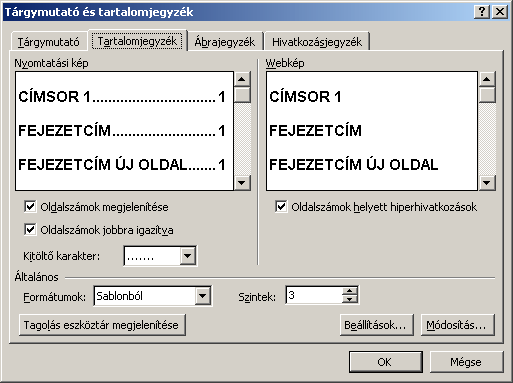 Tárgymutató és tartalomjegyzék
Tárgymutató Tartalomjegyzék Ábrajegyzék Hivatkozásjegyzék
Nyomtatási kép
CÍMSOR 1................................ 1
FEJEZETCÍM........................... 1
FEJEZETCÍM ÚJ OLDAL....... 1
Webkép
CÍMSOR 1
FEJEZETCÍM
FEJEZETCÍM ÚJ OLDAL
Oldalszámok megjelenítése
Oldalszámok jobbra igazítva
Kitöltő karakter: .......
Oldalszámok helyett hiperhivatkozások
Általános
Formátumok: Sablonból Szintek: 3
Tagolás eszköztár megjelenítése Beállítások... Módosítás...
OK Mégse